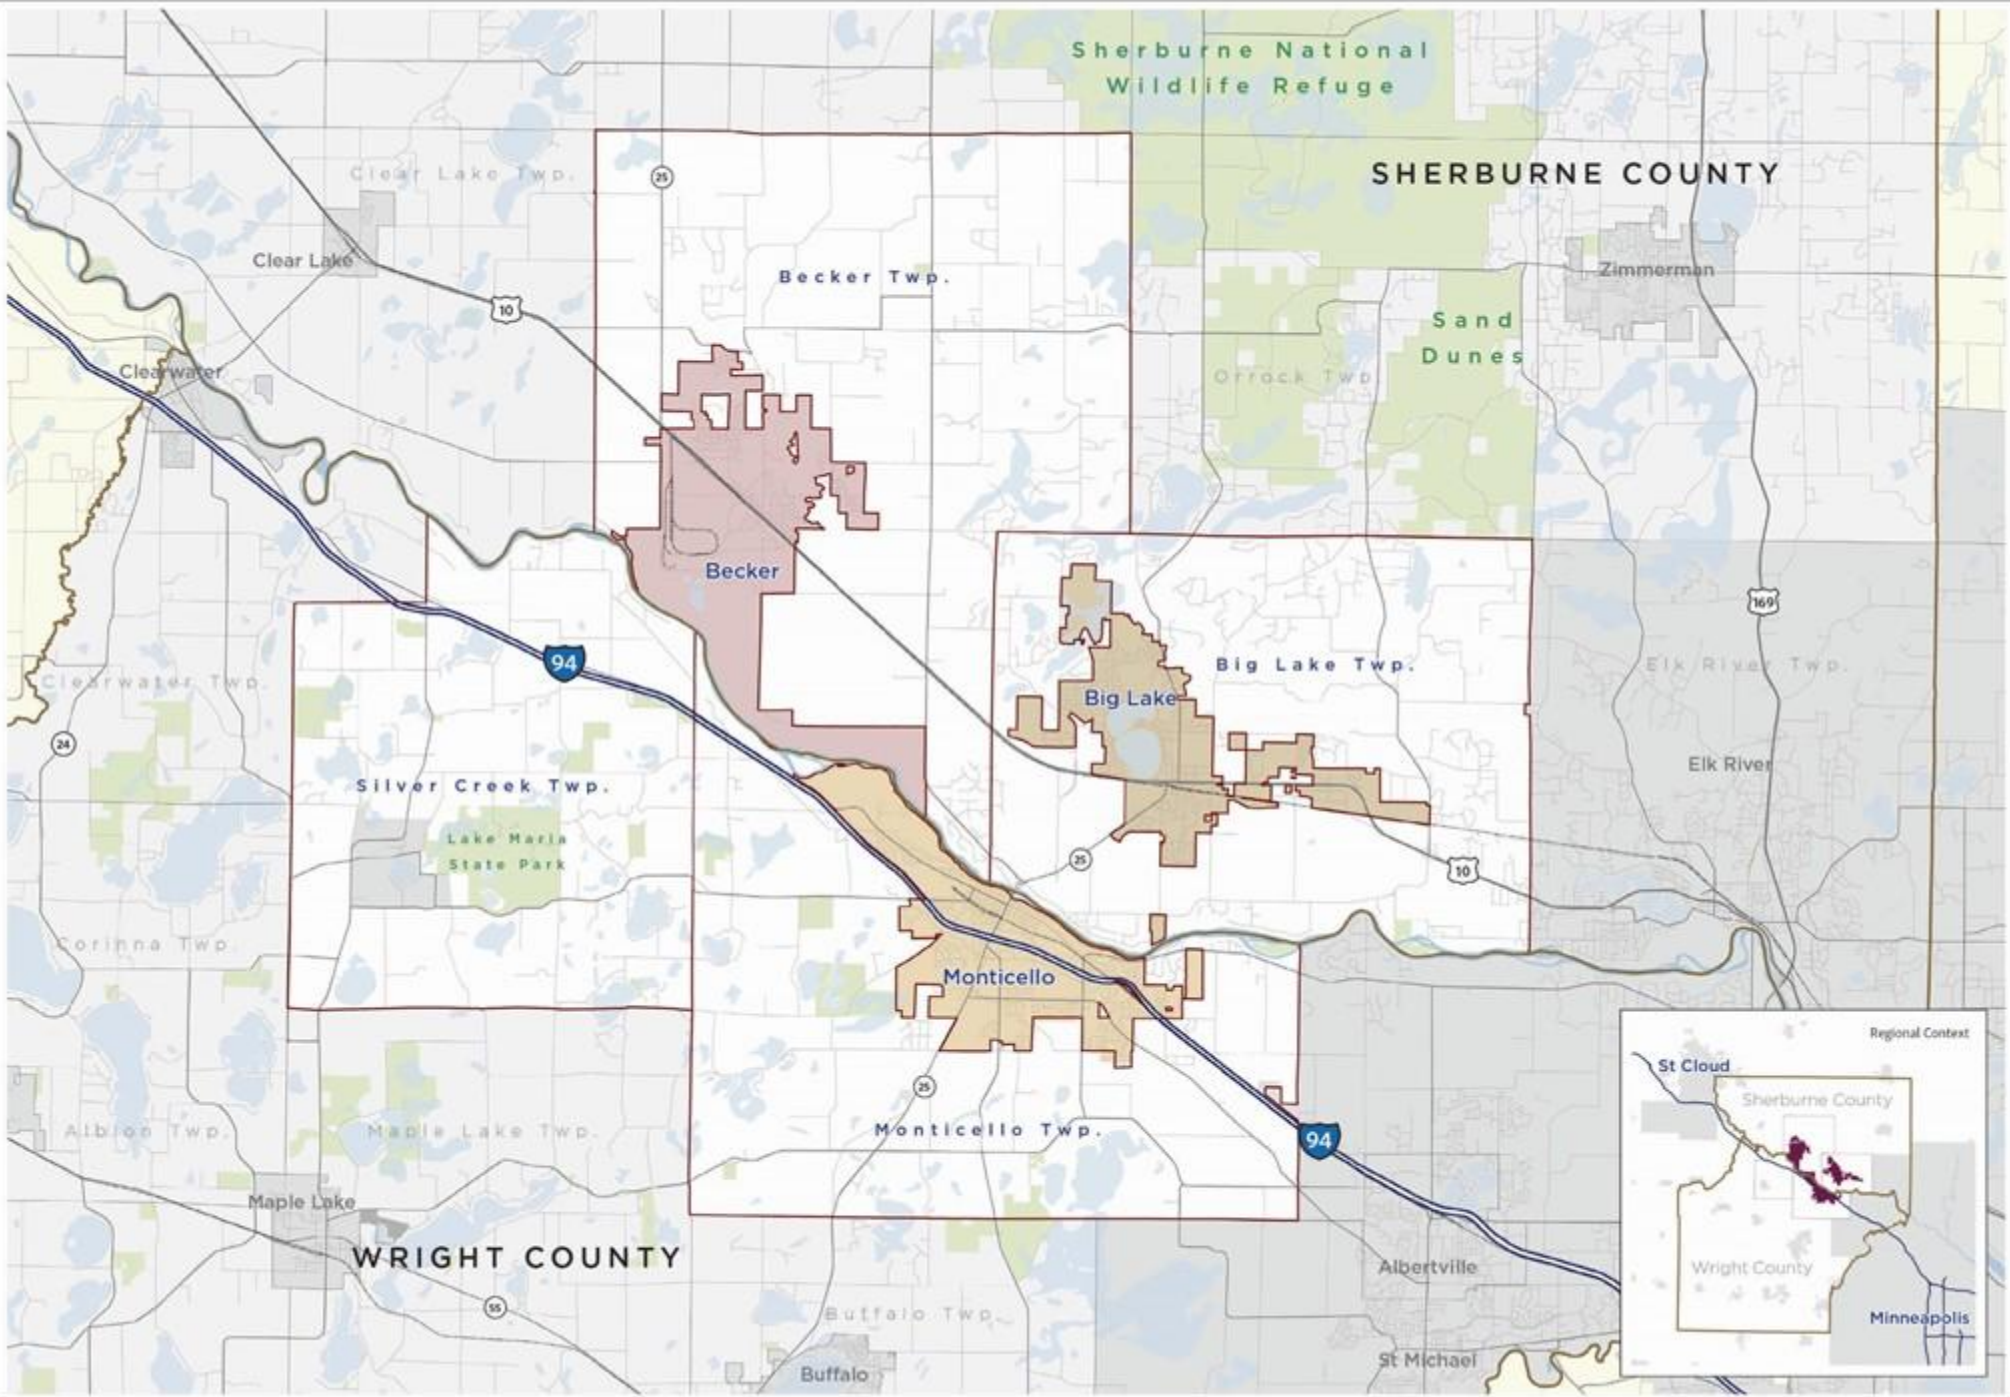 Sherburne National
Wildlife Refuge
SHERBURNE COUNTY
Clear Lake Twp.
25
Clear Lake
Becker Twp.
Zimmerman
10
Sand
Dunes
Clearwater
Orrock Twp.
Becker
169
94
Big Lake Twp.
Elk River Twp.
Clearwater Twp.
Big Lake
24
Elk River
Silver Creek Twp.
Lake Maria
State Park
25
10
Corinna Twp.
Monticello
25
Monticello Twp.
94
Albion Twp.
Maple Lake Twp.
Maple Lake
WRIGHT COUNTY
55
Buffalo Twp.
Buffalo
Albertville
St Michael
Regional Context
St Cloud
Sherburne County
Wright County
Minneapolis